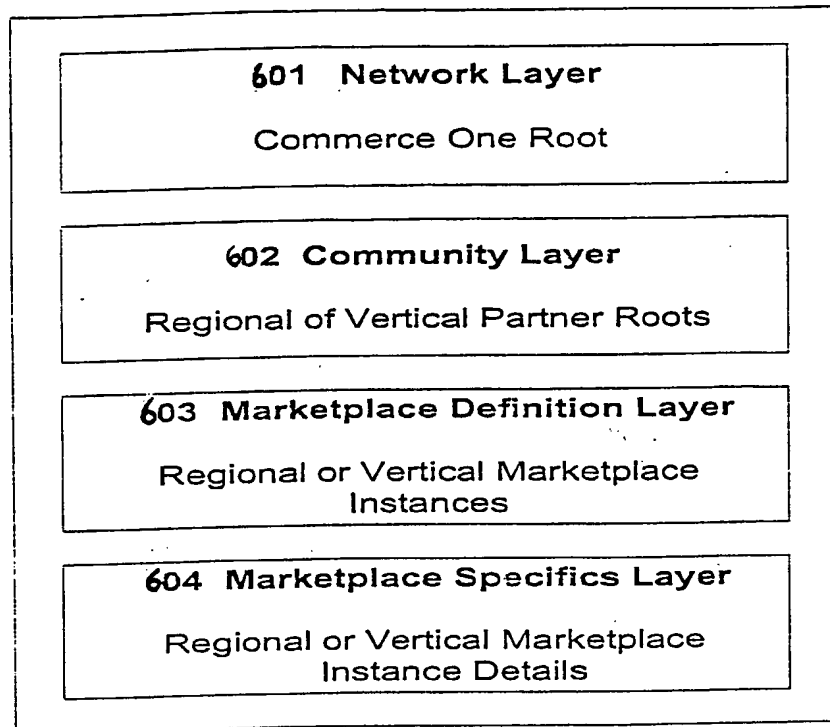 601 Network Layer
Commerce One Root
602 Community Layer
Regional of Vertical Partner Roots
603 Marketplace Definition Layer
Regional or Vertical Marketplace
Instances
604 Marketplace Specifics Layer
Regional or Vertical Marketplace
Instance Details